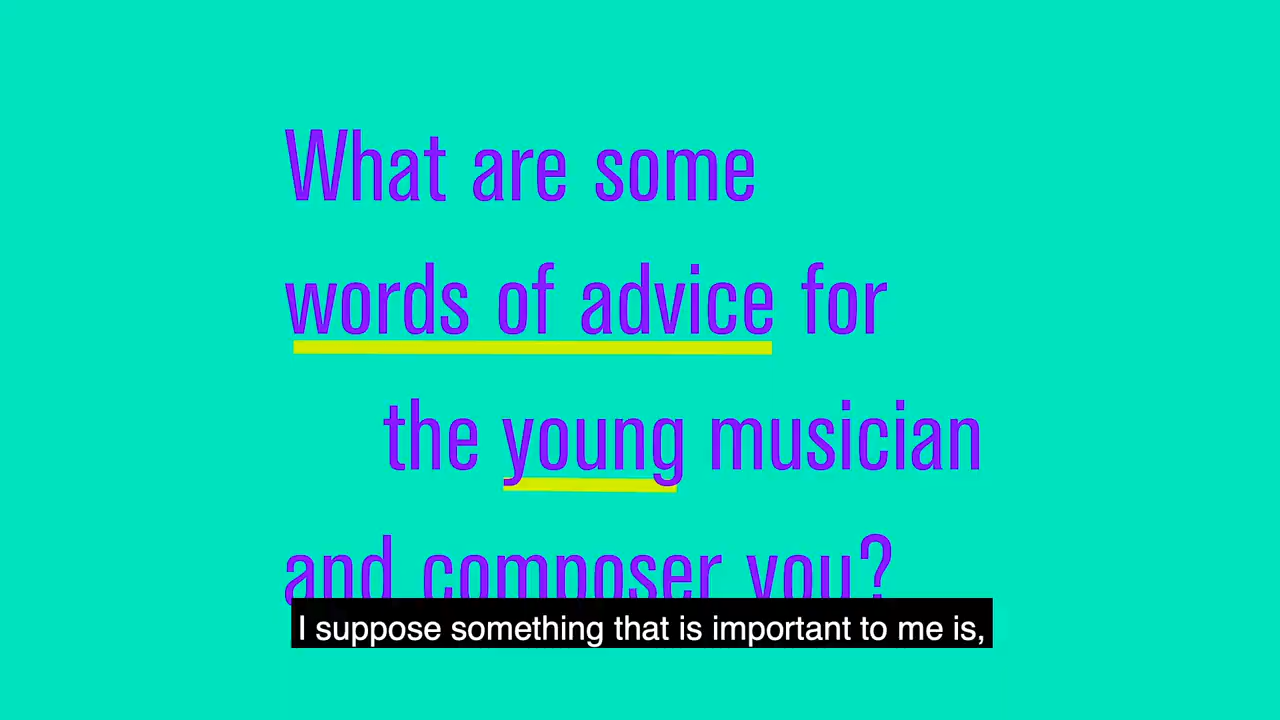 What are some
words of advice for
the young musician
and composer you?
I suppose something that is important to me is,